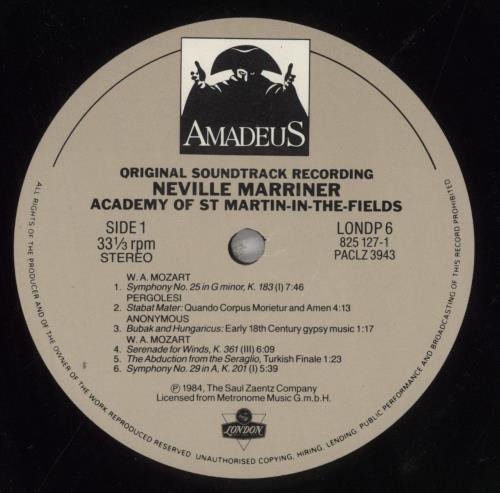 AMADEUS
ORIGINAL SOUNDTRACK RECORDING
NEVILLE MARRINER
ACADEMY OF ST MARTIN-IN-THE-FIELDS
SIDE 1
33⅓ rpm
STEREO
LONDP 6
825 127-1
PACLZ 3943
W. A. MOZART
1. Symphony No. 25 in G minor, K. 183 (I) 7:46
PERGOLESI
2. Stabat Mater: Quando Corpus Morietur and Amen 4:13
ANONYMOUS
3. Bubak and Hungaricus: Early 18th Century gypsy music 1:17
W. A. MOZART
4. Serenade for Winds, K. 361 (III) 6:09
5. The Abduction from the Seraglio, Turkish Finale 1:23
6. Symphony No. 29 in A, K. 201 (I) 5:39
Ⓟ 1984, The Saul Zaentz Company
Licensed from Metronome Music G.m.b.H.
LONDON
ALL RIGHTS OF THE PRODUCER AND OF THE OWNER OF THE WORK REPRODUCED RESERVED. UNAUTHORISED COPYING, HIRING, LENDING, PUBLIC PERFORMANCE AND BROADCASTING OF THIS RECORD PROHIBITED